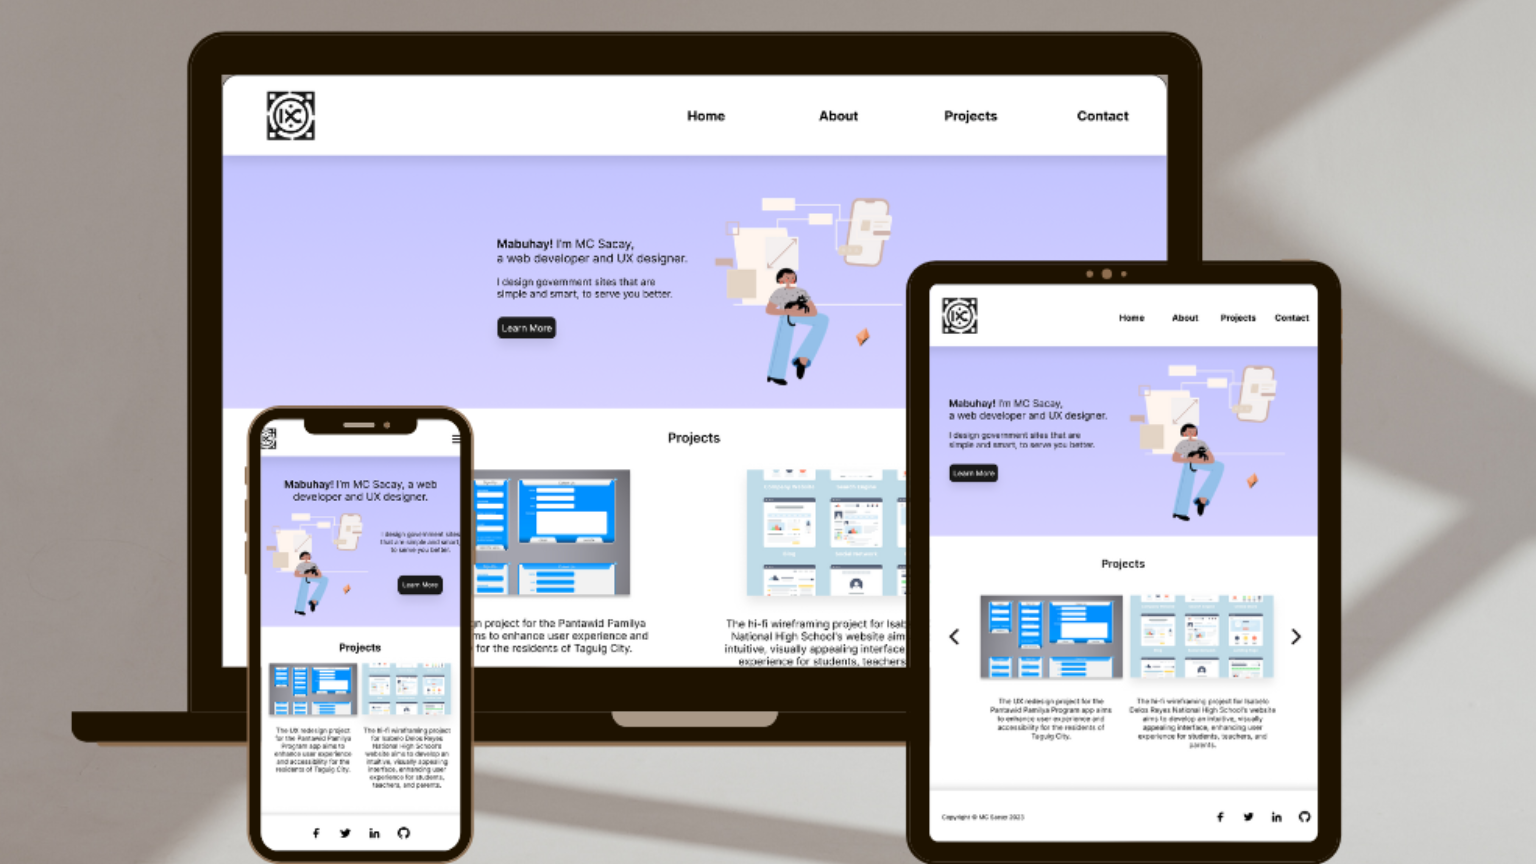 Home
About
Projects
Contact
Mabuhay! I'm MC Sacay,
a web developer and UX designer.
I design government sites that are
simple and smart, to serve you better.
Learn More
Projects
gn project for the Pantawid Pamilya
ms to enhance user experience and
for the residents of Taguig City.
The hi-fi wireframing project for Isabe
National High School's website aim
intuitive, visually appealing interface
experience for students, teachers
Mabuhay! I'm MC Sacay, a web
developer and UX designer.
I design government sites
that are simple and smart,
to serve you better.
Learn More
Projects
The UX redesign project
for the Pantawid Pamilya
Program app aims to
enhance user experience
and accessibility for the
residents of Taguig City.
The hi-fi wireframing project
for Isabelo Delos Reyes
National High School's
website aims to develop an
intuitive, visually appealing
interface, enhancing user
experience for students,
teachers, and parents.
Home
About
Projects
Contact
Mabuhay! I'm MC Sacay,
a web developer and UX designer.
I design government sites that are
simple and smart, to serve you better.
Learn More
Projects
The UX redesign project for the
Pantawid Pamilya Program app aims
to enhance user experience and
accessibility for the residents of
Taguig City.
The hi-fi wireframing project for Isabelo
Delos Reyes National High School's website
aims to develop an intuitive, visually
appealing interface, enhancing user
experience for students, teachers, and
parents.
Copyright © MC Sacay 2023